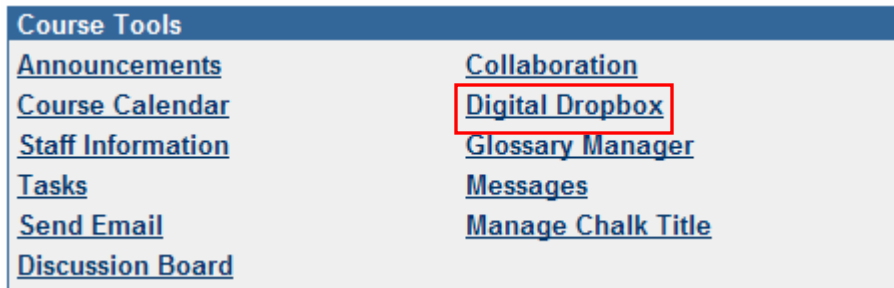 Course Tools
Announcements
Collaboration
Course Calendar
Digital Dropbox
Staff Information
Glossary Manager
Tasks
Messages
Send Email
Manage Chalk Title
Discussion Board